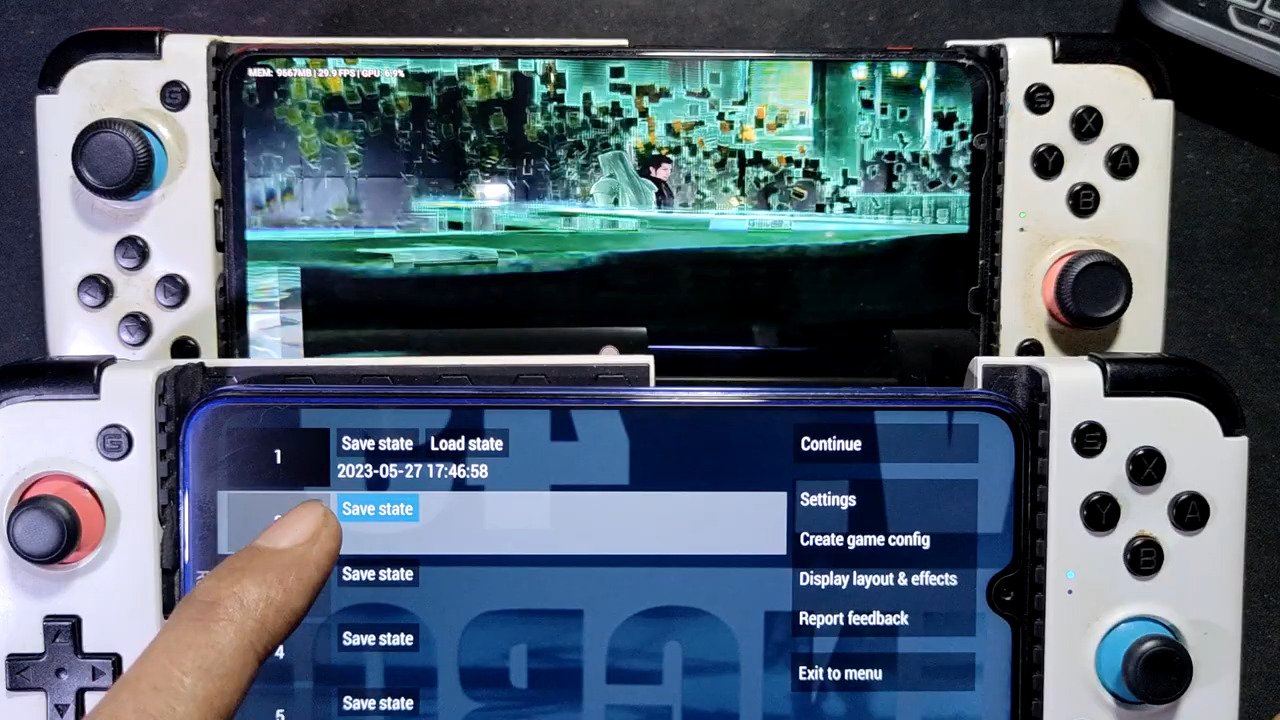 MEM: 9667MB | 29.9 FPS | GPU: 6.9%
G
S
X
Y
A
B
1
Save state
Load state
2023-05-27 17:46:58
Save state
Save state
4
Save state
5
Save state
Continue
Settings
Create game config
Display layout & effects
Report feedback
Exit to menu
G
S
X
Y
A
B